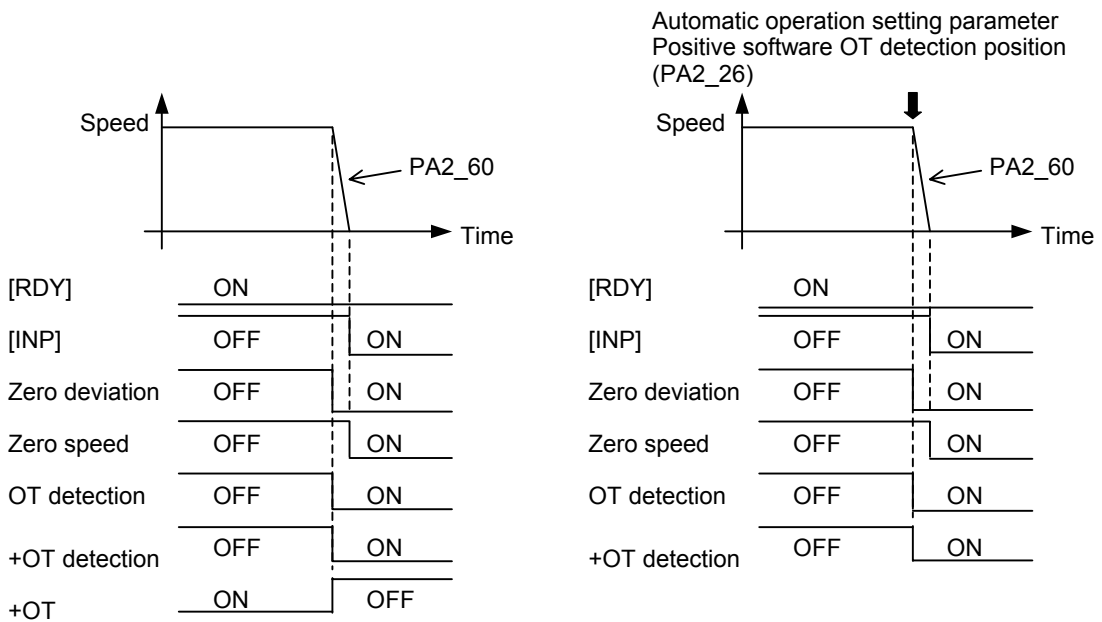 Automatic operation setting parameter
Positive software OT detection position
(PA2_26)
Speed
PA2_60
Time
[RDY] ON
[INP] OFF ON
Zero deviation OFF ON
Zero speed OFF ON
OT detection OFF ON
+OT detection OFF ON
+OT ON OFF
Speed
PA2_60
Time
[RDY] ON
[INP] OFF ON
Zero deviation OFF ON
Zero speed OFF ON
OT detection OFF ON
+OT detection OFF ON